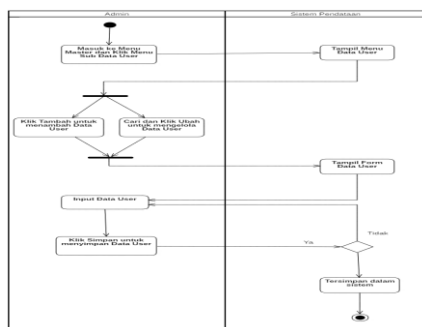 Admin
Sistem Pendataan
Masuk ke Menu
Master dan Klik Menu
Sub Data User
Tampil Menu
Data User
Klik Tambah untuk
menambah Data
User
Cari dan Klik Ubah
untuk mengelola
Data User
Tampil Form
Data User
Input Data User
Tidak
Klik Simpan untuk
menyimpan Data User
Ya
Tersimpan dalam
sistem